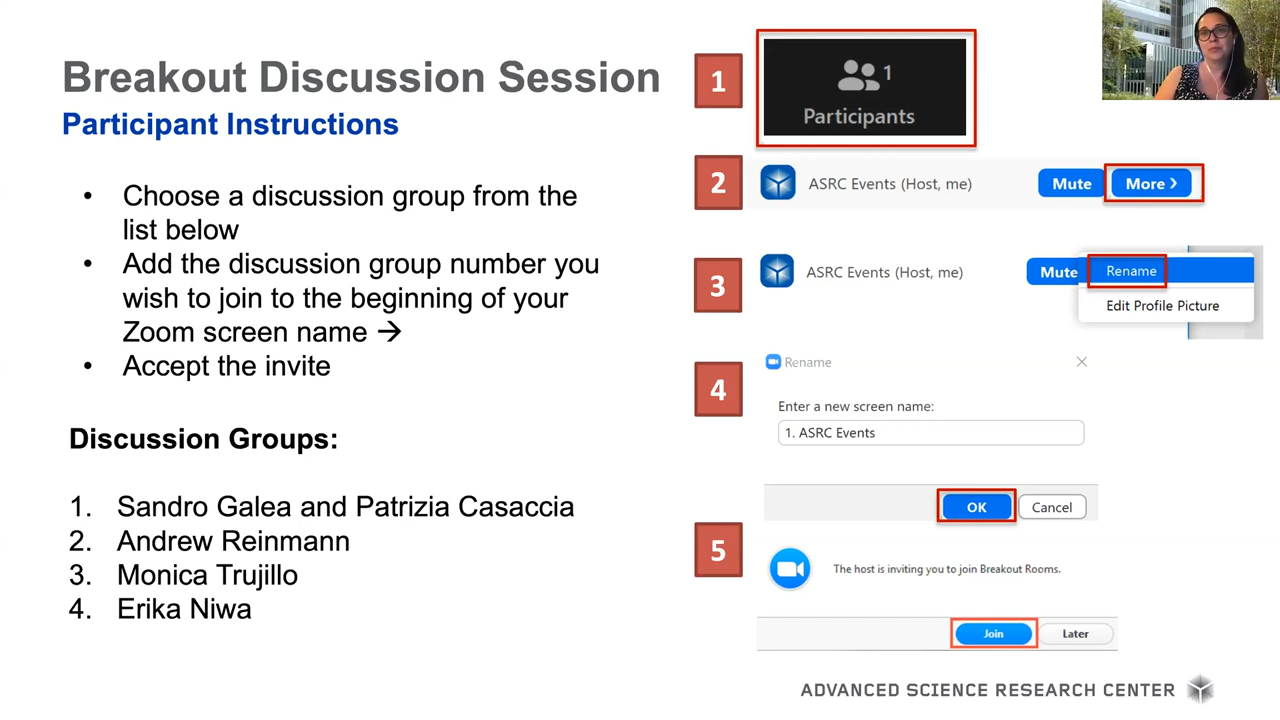 Breakout Discussion Session
Participant Instructions
• Choose a discussion group from the
list below
• Add the discussion group number you
wish to join to the beginning of your
Zoom screen name →
• Accept the invite
Discussion Groups:
1. Sandro Galea and Patrizia Casaccia
2. Andrew Reinmann
3. Monica Trujillo
4. Erika Niwa
1
1
Participants
2
ASRC Events (Host, me)
Mute
More ›
3
ASRC Events (Host, me)
Mute
Rename
Edit Profile Picture
4
Rename
Enter a new screen name:
1. ASRC Events
OK
Cancel
5
The host is inviting you to join Breakout Rooms.
Join
Later
ADVANCED SCIENCE RESEARCH CENTER